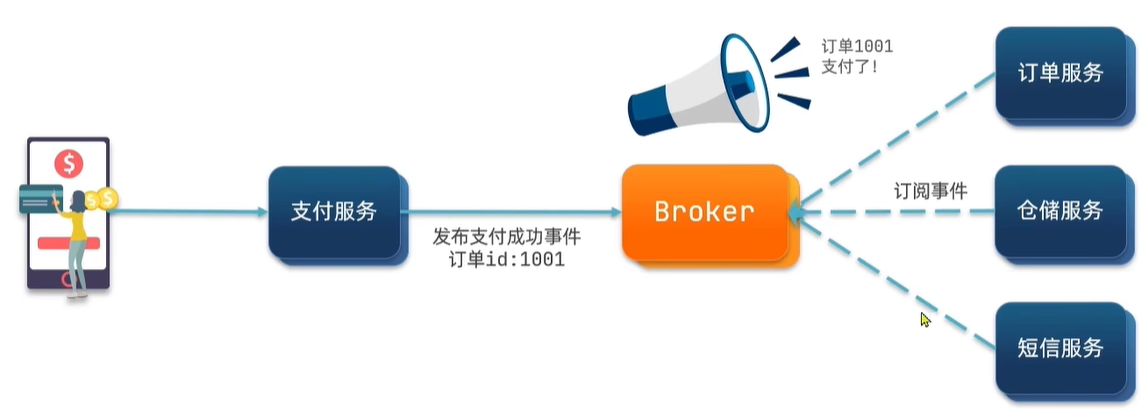 订单1001
支付了!
订单服务
支付服务
Broker
订阅事件
仓储服务
发布支付成功事件
订单id:1001
短信服务
$
$
$